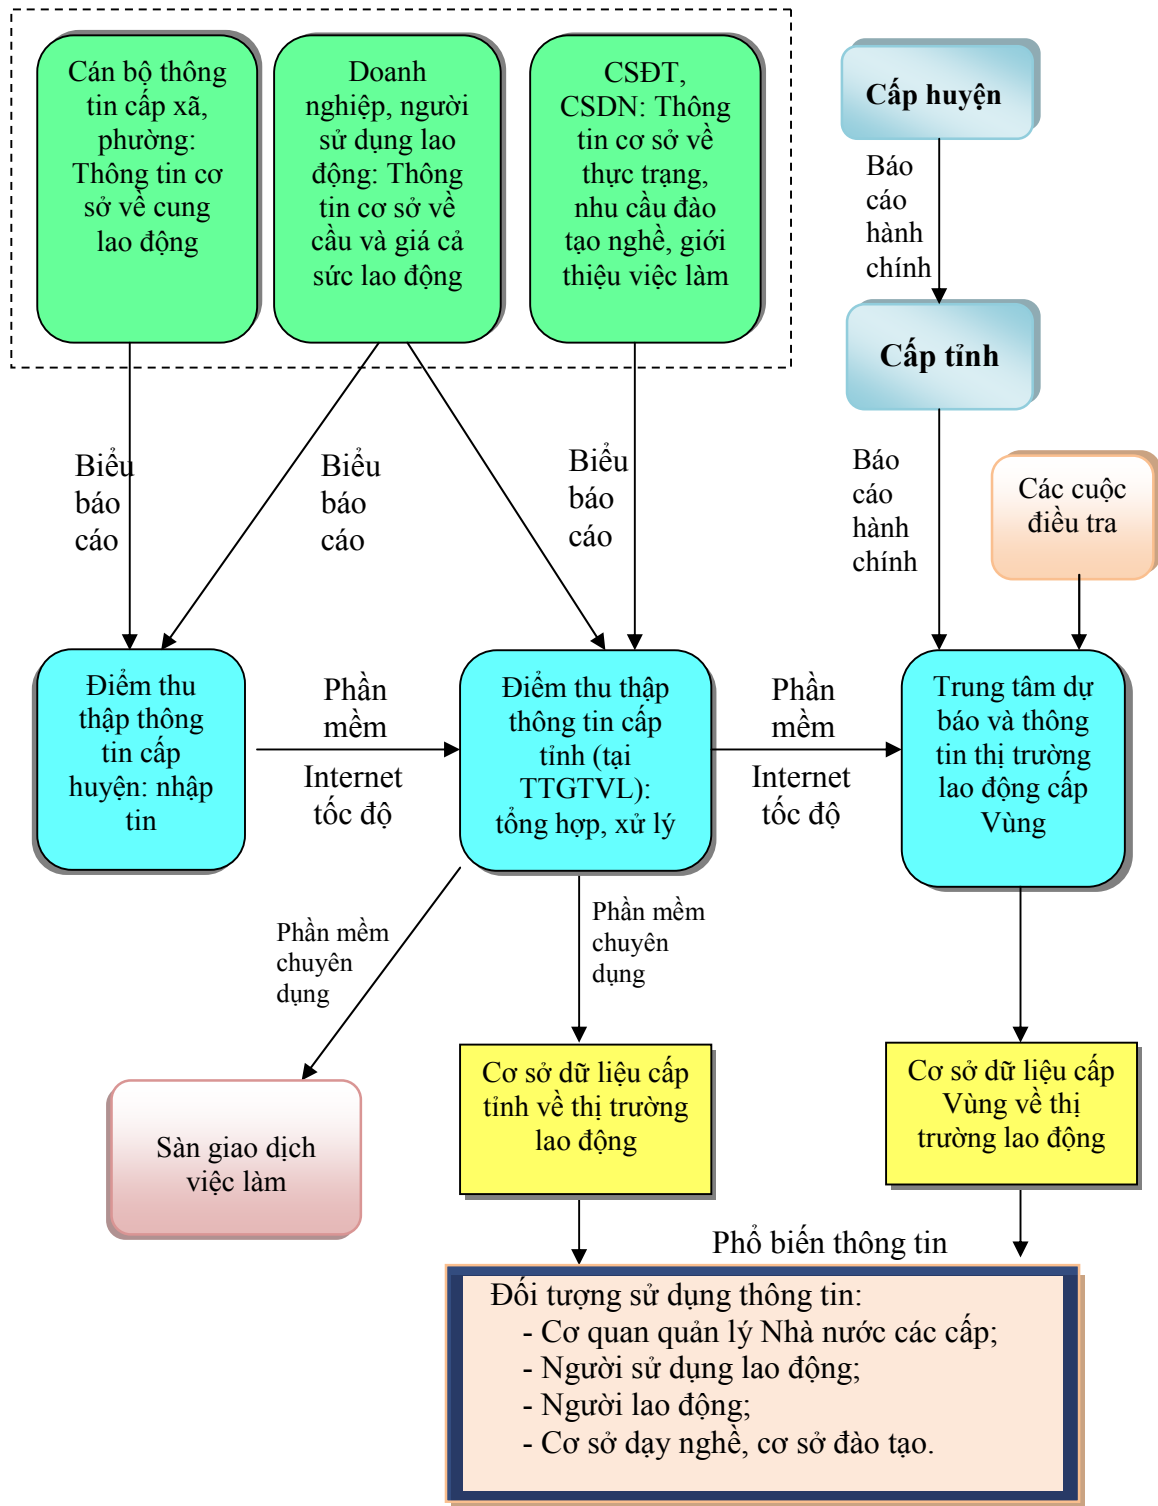 Cán bộ thông
tin cấp xã,
phường:
Thông tin cơ
sở về cung
lao động
Doanh
nghiệp, người
sử dụng lao
động: Thông
tin cơ sở về
cầu và giá cả
sức lao động
CSĐT,
CSDN: Thông
tin cơ sở về
thực trạng,
nhu cầu đào
tạo nghề, giới
thiệu việc làm
Cấp huyện
Báo
cáo
hành
chính
Cấp tỉnh
Biểu
báo
cáo
Biểu
báo
cáo
Biểu
báo
cáo
Báo
cáo
hành
chính
Các cuộc
điều tra
Điểm thu
thập thông
tin cấp
huyện: nhập
tin
Phần
mềm
Internet
tốc độ
Điểm thu thập
thông tin cấp
tỉnh (tại
TTGTVL):
tổng hợp, xử lý
Phần
mềm
Internet
tốc độ
Trung tâm dự
báo và thông
tin thị trường
lao động cấp
Vùng
Phần mềm
chuyên
dụng
Phần mềm
chuyên
dụng
Sàn giao dịch
việc làm
Cơ sở dữ liệu cấp
tỉnh về thị trường
lao động
Cơ sở dữ liệu cấp
Vùng về thị
trường lao động
Phổ biến thông tin
Đối tượng sử dụng thông tin:
- Cơ quan quản lý Nhà nước các cấp;
- Người sử dụng lao động;
- Người lao động;
- Cơ sở dạy nghề, cơ sở đào tạo.